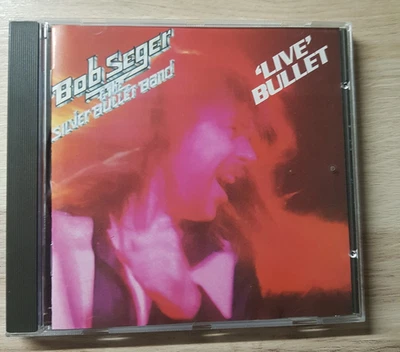 Bob Seger
& the
Silver Bullet Band
'LIVE'
BULLET